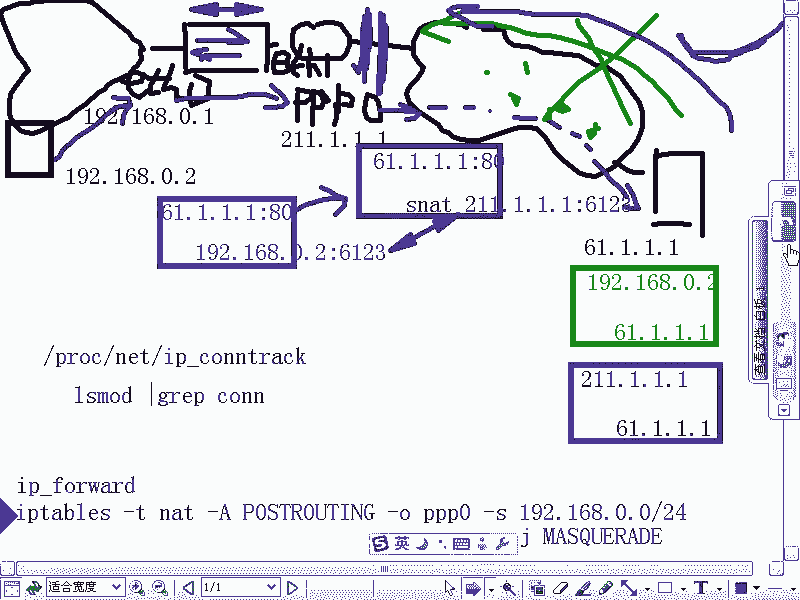 eth0
eth1
ppp0
192.168.0.1
211.1.1.1
61.1.1.1:80
192.168.0.2
snat 211.1.1.1:6123
61.1.1.1:80
192.168.0.2:6123
61.1.1.1
192.168.0.2
61.1.1.1
/proc/net/ip_conntrack
211.1.1.1
lsmod |grep conn
61.1.1.1
ip_forward
iptables -t nat -A POSTROUTING -o ppp0 -s 192.168.0.0/24
j MASQUERADE
英
适合宽度
1/1
T